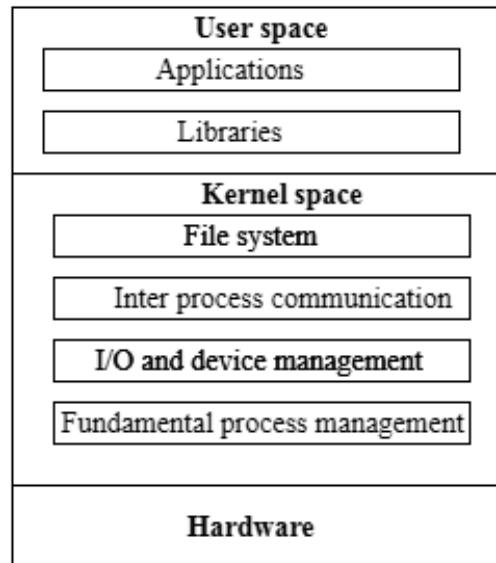 User space
Applications
Libraries
Kernel space
File system
Inter process communication
I/O and device management
Fundamental process management
Hardware